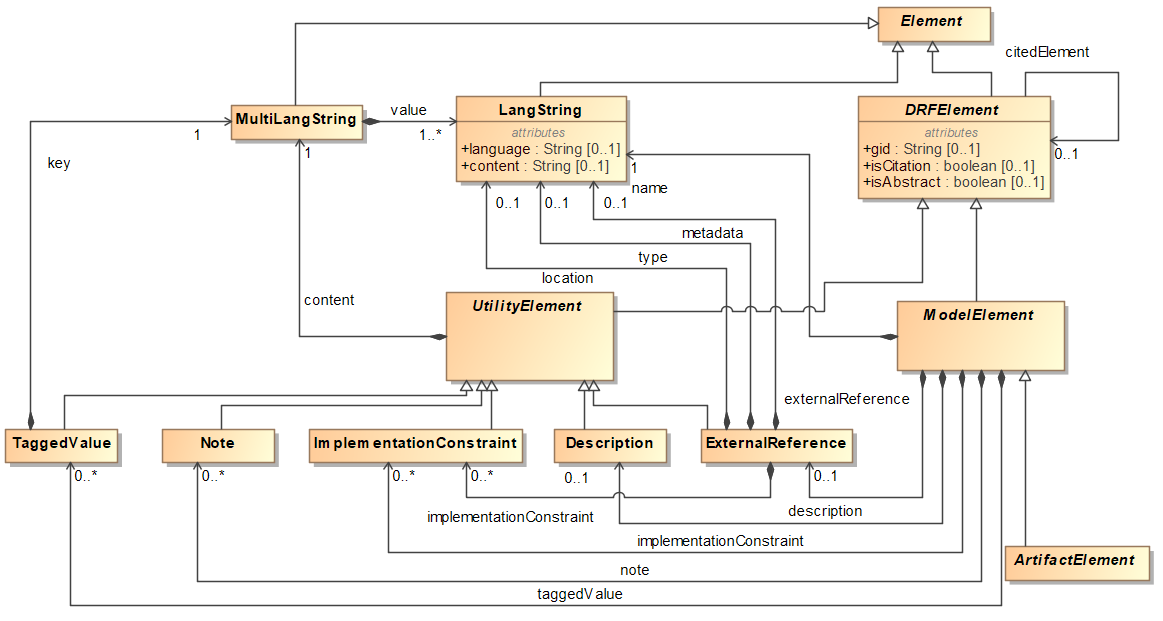 Element
citedElement
MultiLangString
value
1..*
1
key
1
LangString
attributes
+language : String [0..1]
+content : String [0..1]
1
name
DRFElement
attributes
+gid : String [0..1]
+isCitation : boolean [0..1]
+isAbstract : boolean [0..1]
0..1
0..1
0..1
0..1
metadata
type
location
content
UtilityElement
ModelElement
externalReference
TaggedValue
Note
ImplementationConstraint
Description
ExternalReference
0..*
0..*
0..*
0..*
0..1
0..1
description
implementationConstraint
implementationConstraint
ArtifactElement
note
taggedValue